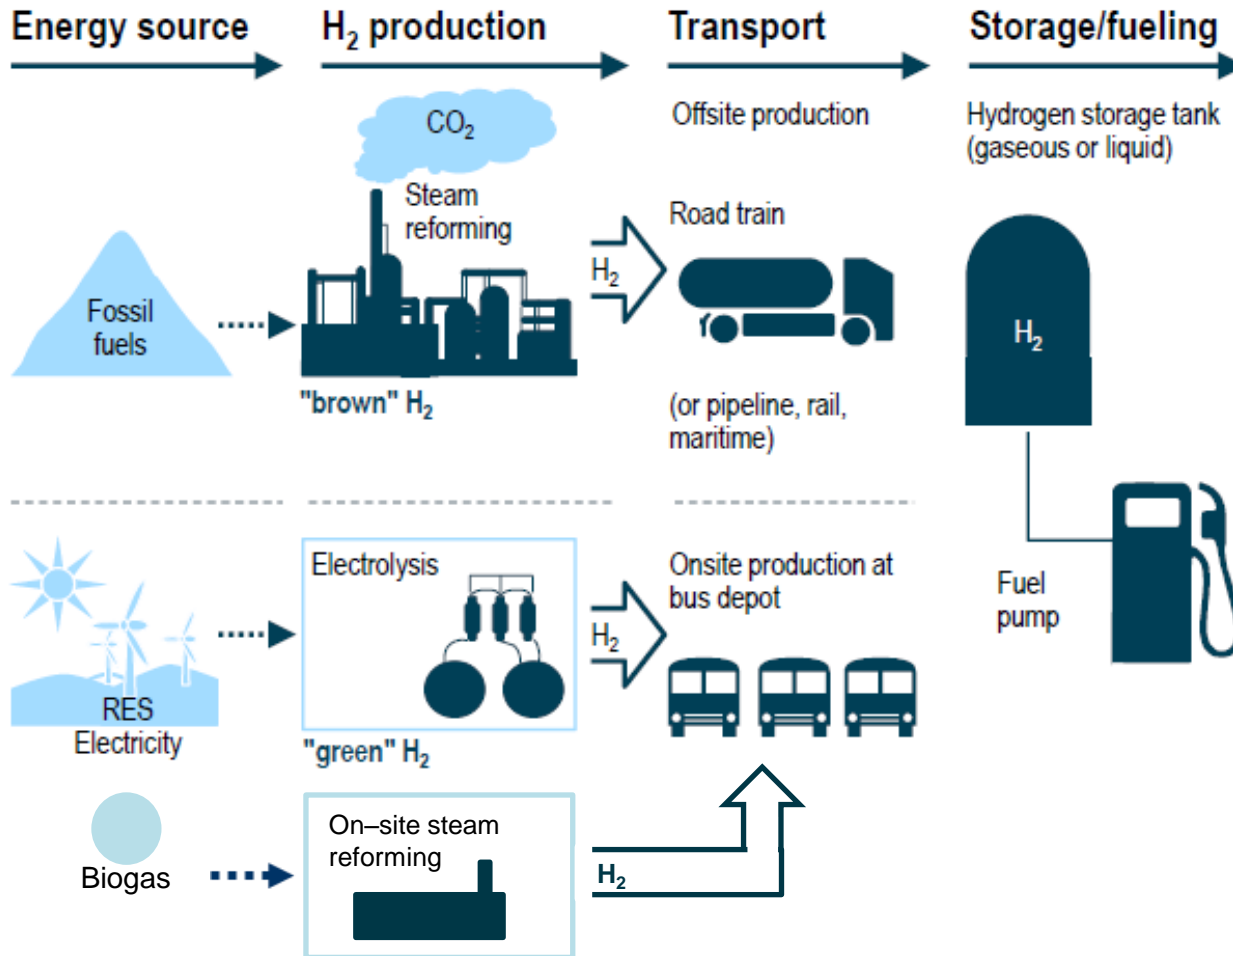 Energy source
H₂ production
Transport
Storage/fueling
CO₂
Steam
reforming
Fossil
fuels
"brown" H₂
H₂
Offsite production
Road train
(or pipeline, rail,
maritime)
Hydrogen storage tank
(gaseous or liquid)
H₂
Fuel
pump
RES
Electricity
Electrolysis
"green" H₂
H₂
Onsite production at
bus depot
Biogas
On–site steam
reforming
H₂